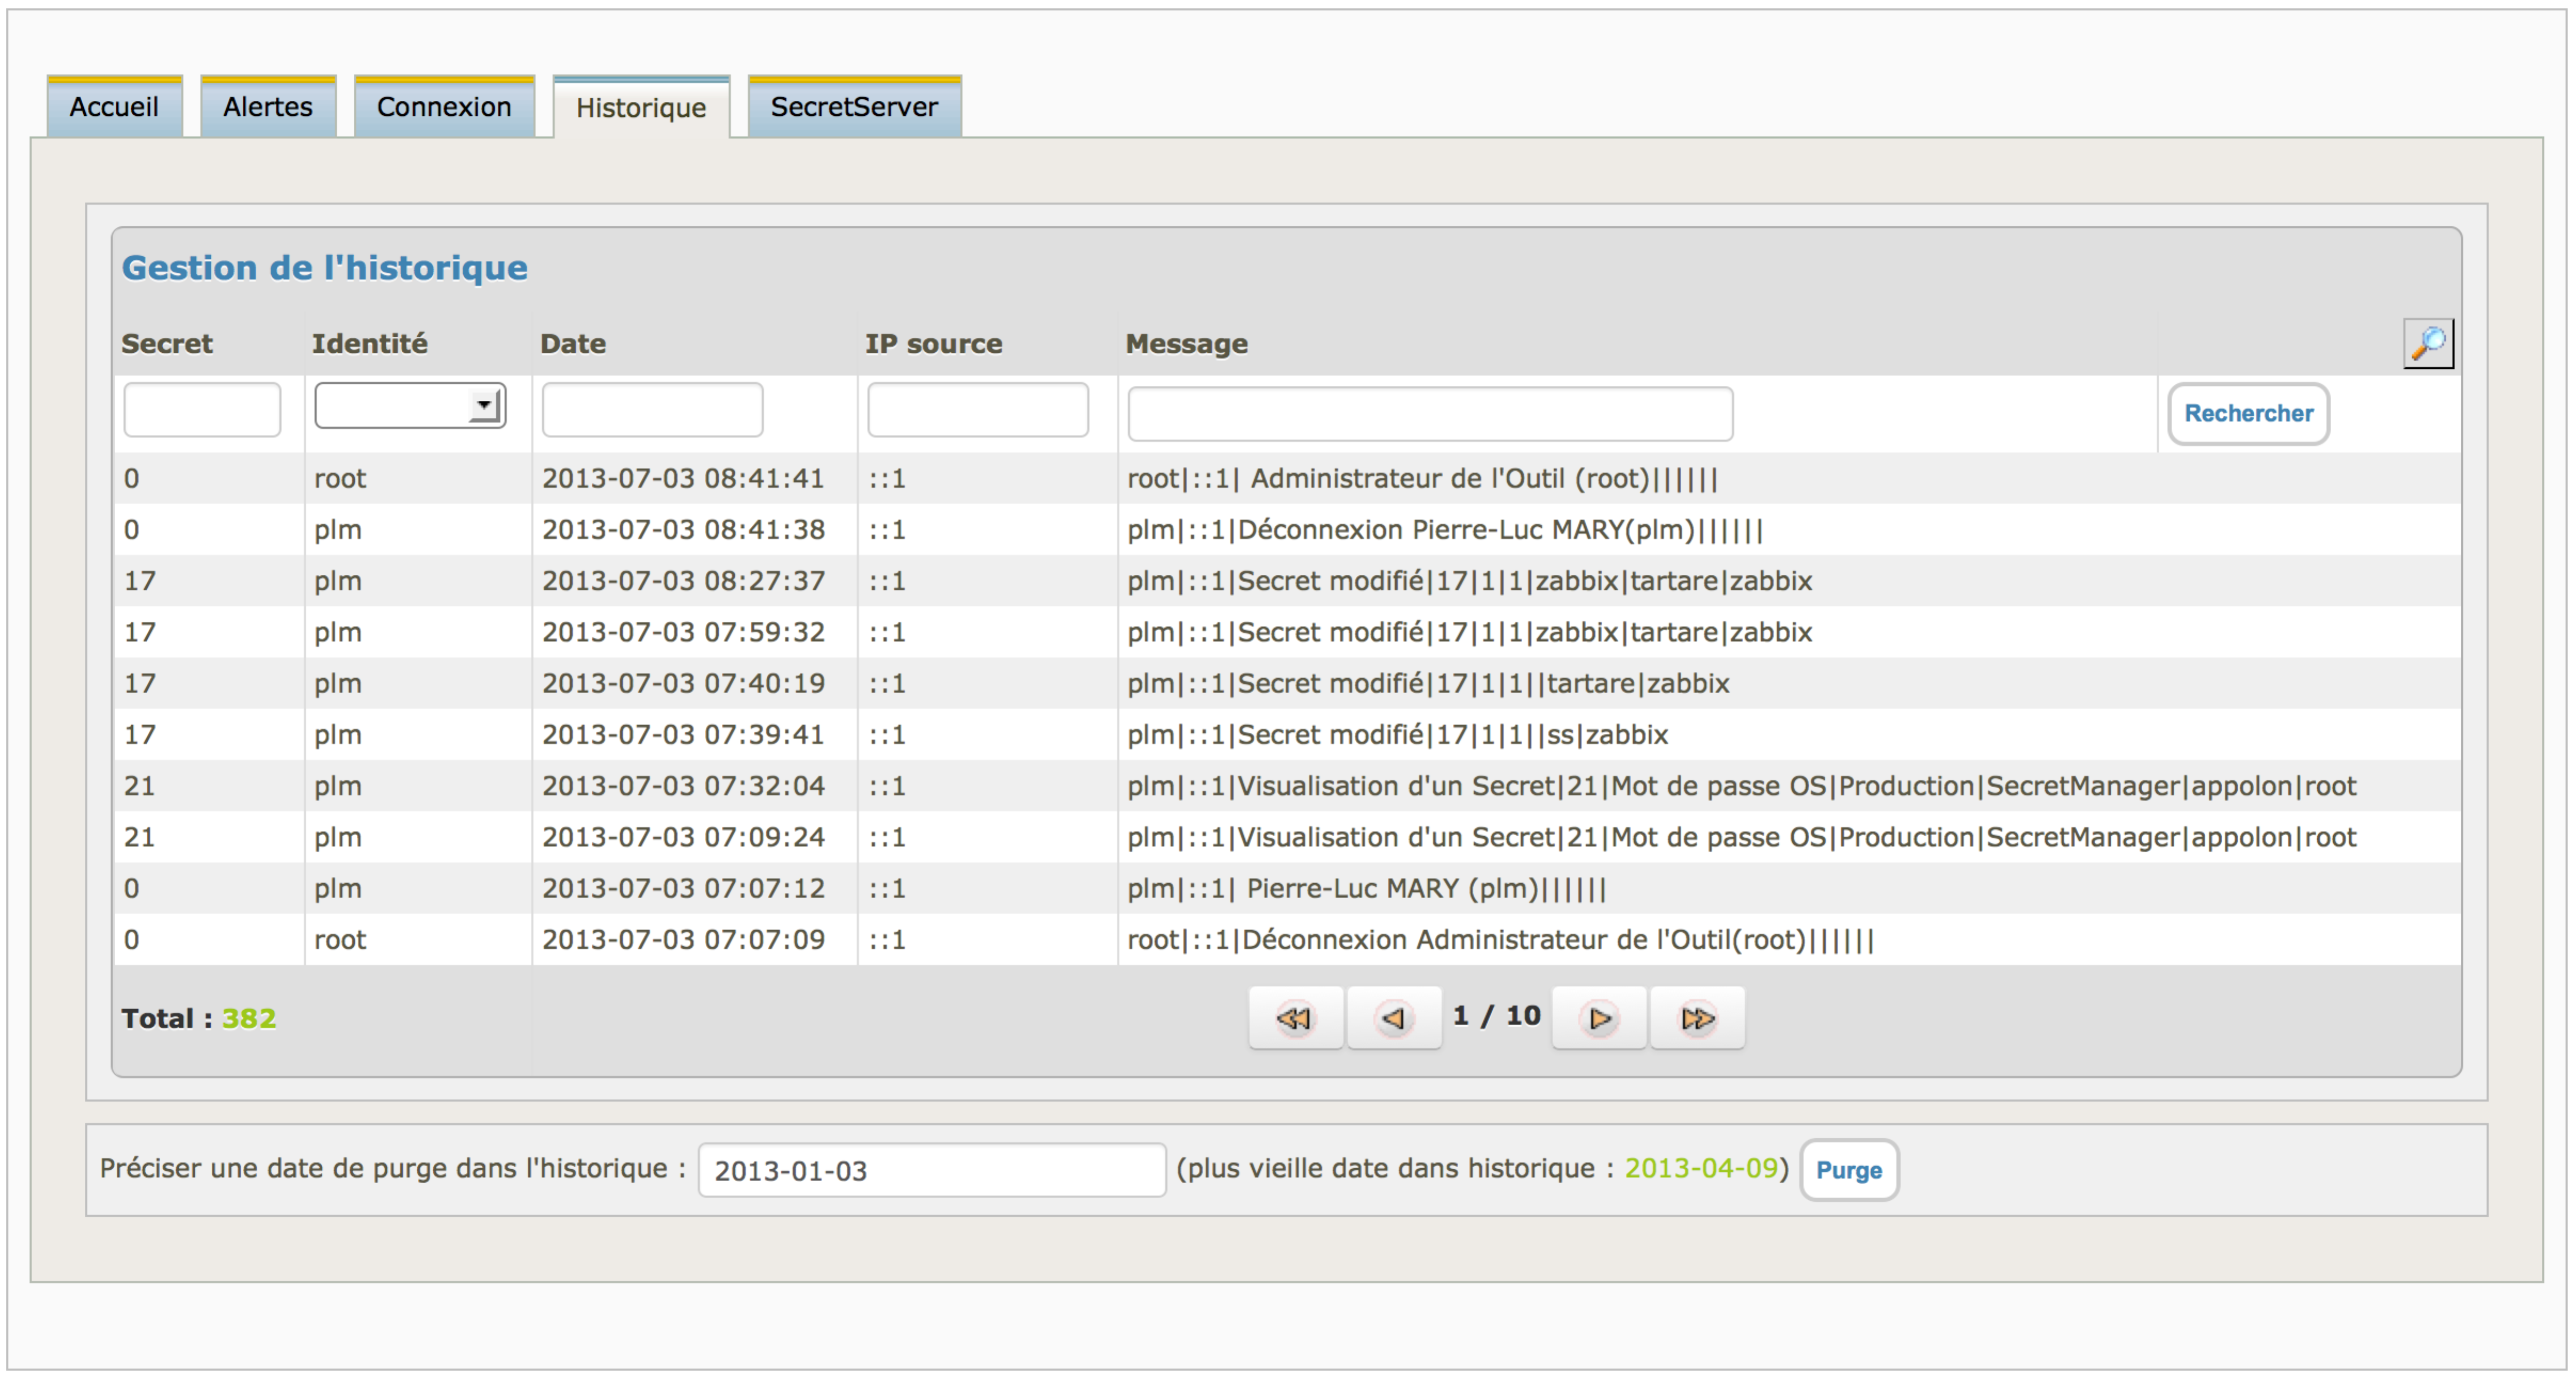 Accueil Alertes Connexion Historique SecretServer
Gestion de l'historique
Secret Identité Date IP source Message
Rechercher
0 root 2013-07-03 08:41:41 ::1 root|::1| Administrateur de l'Outil (root)||||||
0 plm 2013-07-03 08:41:38 ::1 plm|::1|Déconnexion Pierre-Luc MARY(plm)||||||
17 plm 2013-07-03 08:27:37 ::1 plm|::1|Secret modifié|17|1|1|zabbix|tartare|zabbix
17 plm 2013-07-03 07:59:32 ::1 plm|::1|Secret modifié|17|1|1|zabbix|tartare|zabbix
17 plm 2013-07-03 07:40:19 ::1 plm|::1|Secret modifié|17|1|1||tartare|zabbix
17 plm 2013-07-03 07:39:41 ::1 plm|::1|Secret modifié|17|1|1||ss|zabbix
21 plm 2013-07-03 07:32:04 ::1 plm|::1|Visualisation d'un Secret|21|Mot de passe OS|Production|SecretManager|appolon|root
21 plm 2013-07-03 07:09:24 ::1 plm|::1|Visualisation d'un Secret|21|Mot de passe OS|Production|SecretManager|appolon|root
0 plm 2013-07-03 07:07:12 ::1 plm|::1| Pierre-Luc MARY (plm)||||||
0 root 2013-07-03 07:07:09 ::1 root|::1|Déconnexion Administrateur de l'Outil(root)||||||
Total : 382 1 / 10
Préciser une date de purge dans l'historique : 2013-01-03 (plus vieille date dans historique : 2013-04-09) Purge